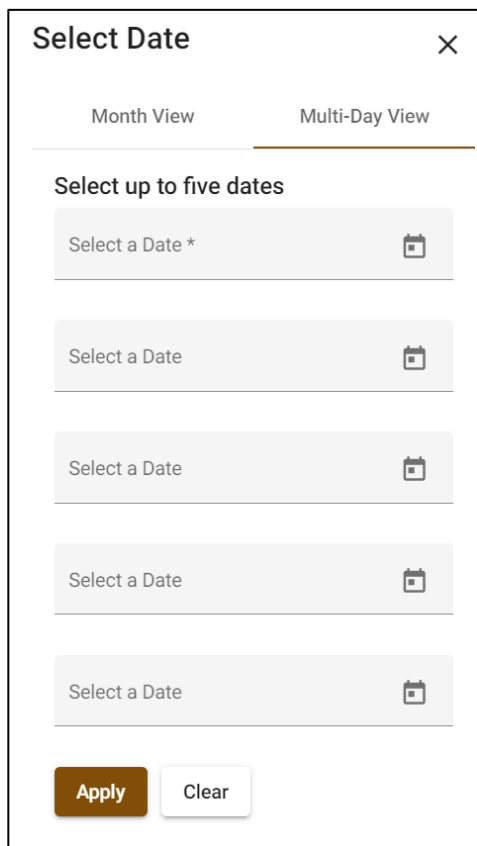 Select Date
Month View Multi-Day View
Select up to five dates
Select a Date *
Select a Date
Select a Date
Select a Date
Select a Date
Apply Clear